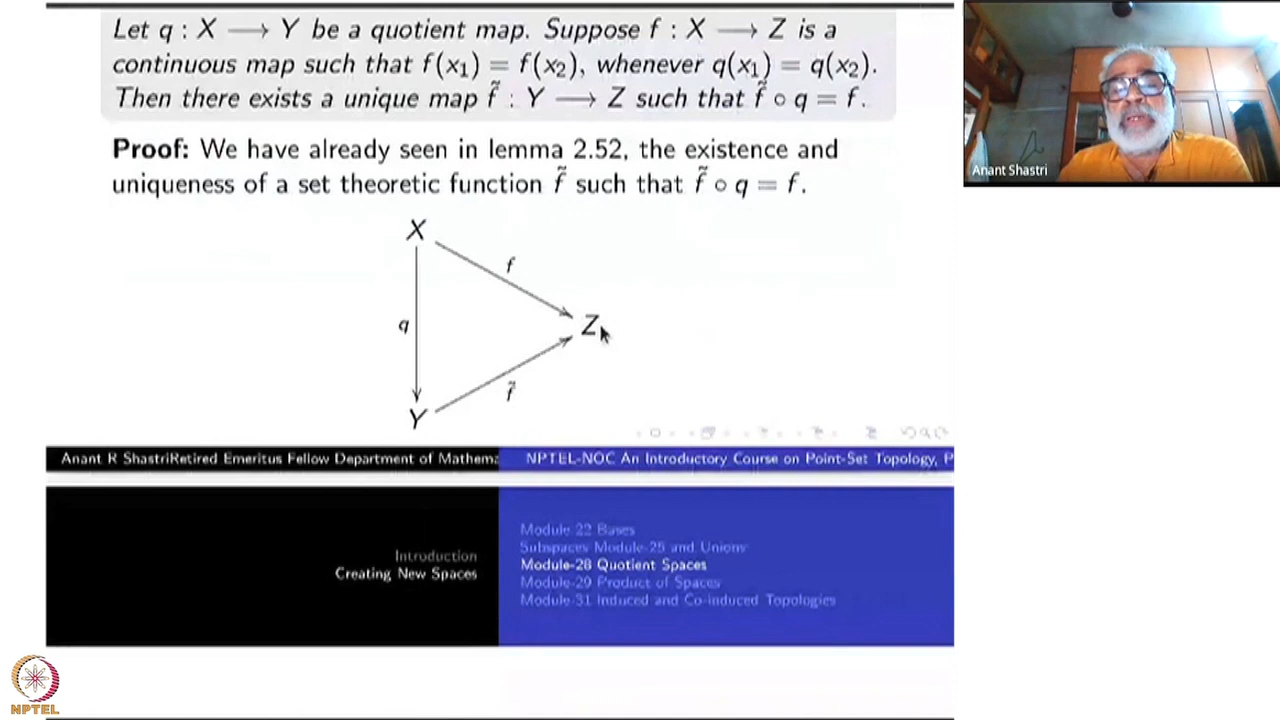 Let q : X ⟶ Y be a quotient map. Suppose f : X ⟶ Z is a
continuous map such that f(x₁) = f(x₂), whenever q(x₁) = q(x₂).
Then there exists a unique map f̃ : Y ⟶ Z such that f̃ ∘ q = f.
Proof: We have already seen in lemma 2.52, the existence and
uniqueness of a set theoretic function f̃ such that f̃ ∘ q = f.
X
f
q
Z
f̃
Y
Anant R ShastriRetired Emeritus Fellow Department of Mathema
NPTEL-NOC An Introductory Course on Point-Set Topology, P
Introduction
Creating New Spaces
Module-22 Bases
Subspaces Module-25 and Unions
Module-28 Quotient Spaces
Module-29 Product of Spaces
Module-31 Induced and Co-induced Topologies
Anant Shastri
NPTEL